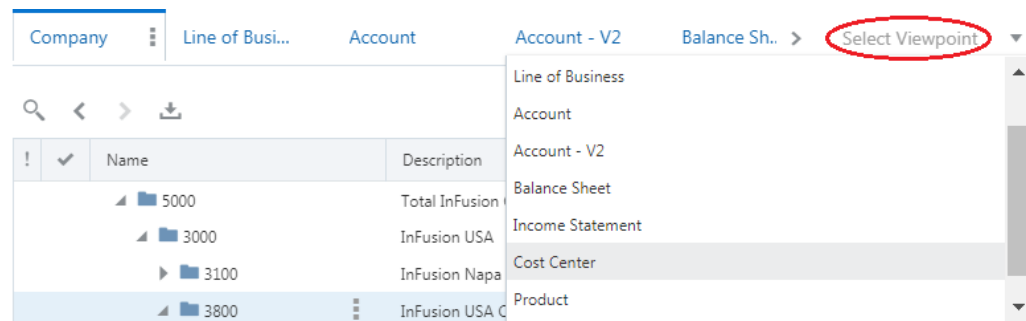 Company Line of Busi... Account Account - V2 Balance Sh.. > Select Viewpoint
Line of Business
Account
Account - V2
Balance Sheet
Income Statement
Cost Center
Product
! Name Description
5000 Total InFusion
3000 InFusion USA
3100 InFusion Napa
3800 InFusion USA